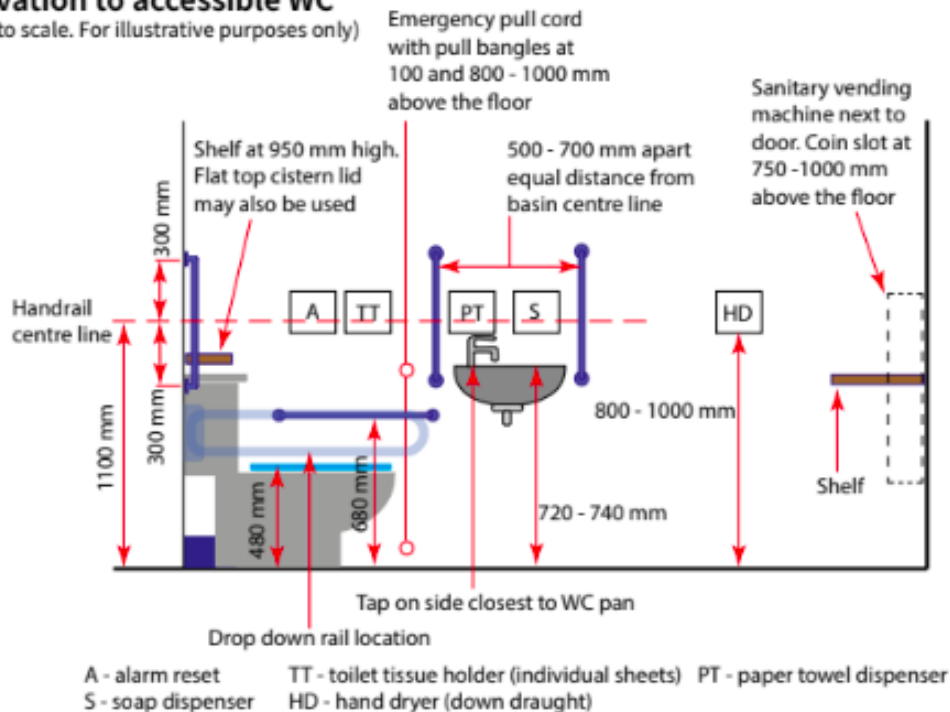 vation to accessible WC
to scale. For illustrative purposes only)
Emergency pull cord
with pull bangles at
100 and 800 - 1000 mm
above the floor
Sanitary vending
machine next to
door. Coin slot at
750 -1000 mm
above the floor
Shelf at 950 mm high.
Flat top cistern lid
may also be used
500 - 700 mm apart
equal distance from
basin centre line
300 mm
Handrail
centre line
A
TT
PT
S
HD
300 mm
1100 mm
800 - 1000 mm
Shelf
480 mm
680 mm
720 - 740 mm
Tap on side closest to WC pan
Drop down rail location
A - alarm reset
TT - toilet tissue holder (individual sheets)
PT - paper towel dispenser
S - soap dispenser
HD - hand dryer (down draught)